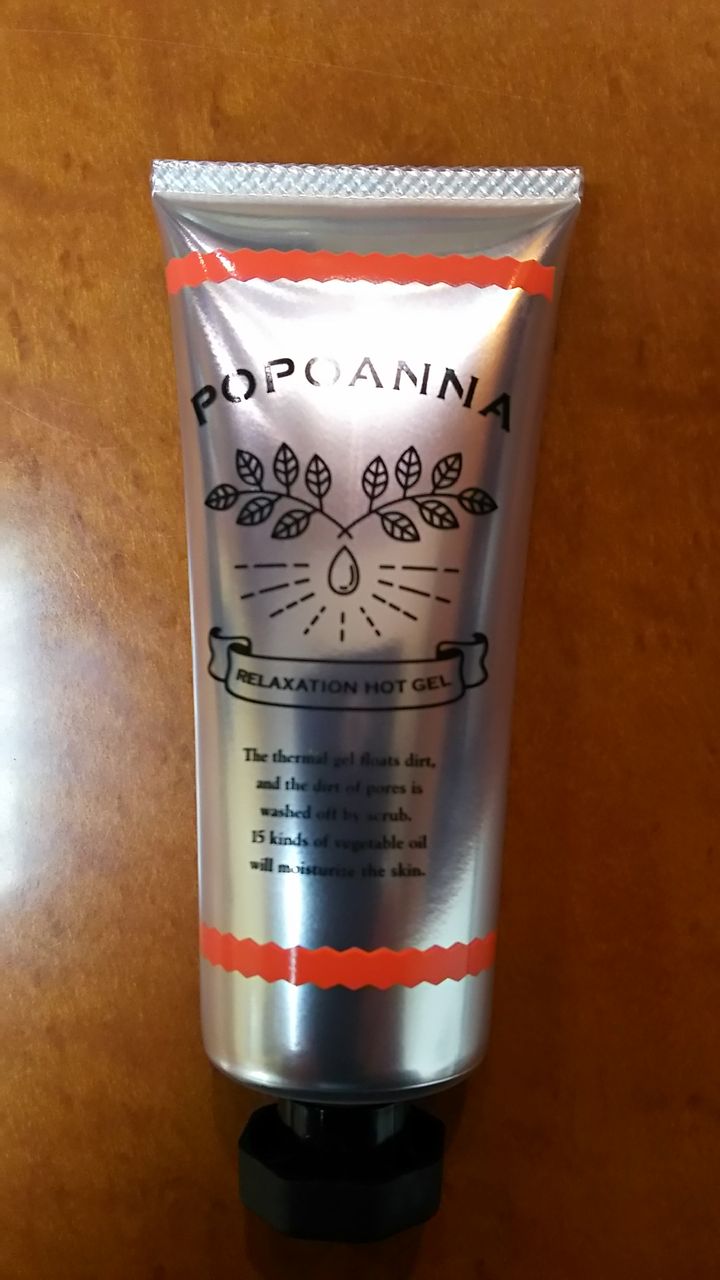 POPOANNA
RELAXATION HOT GEL
The thermal gel floats dirt,
and the dirt of pores is
washed off by scrub.
15 kinds of vegetable oil
will moisturize the skin.